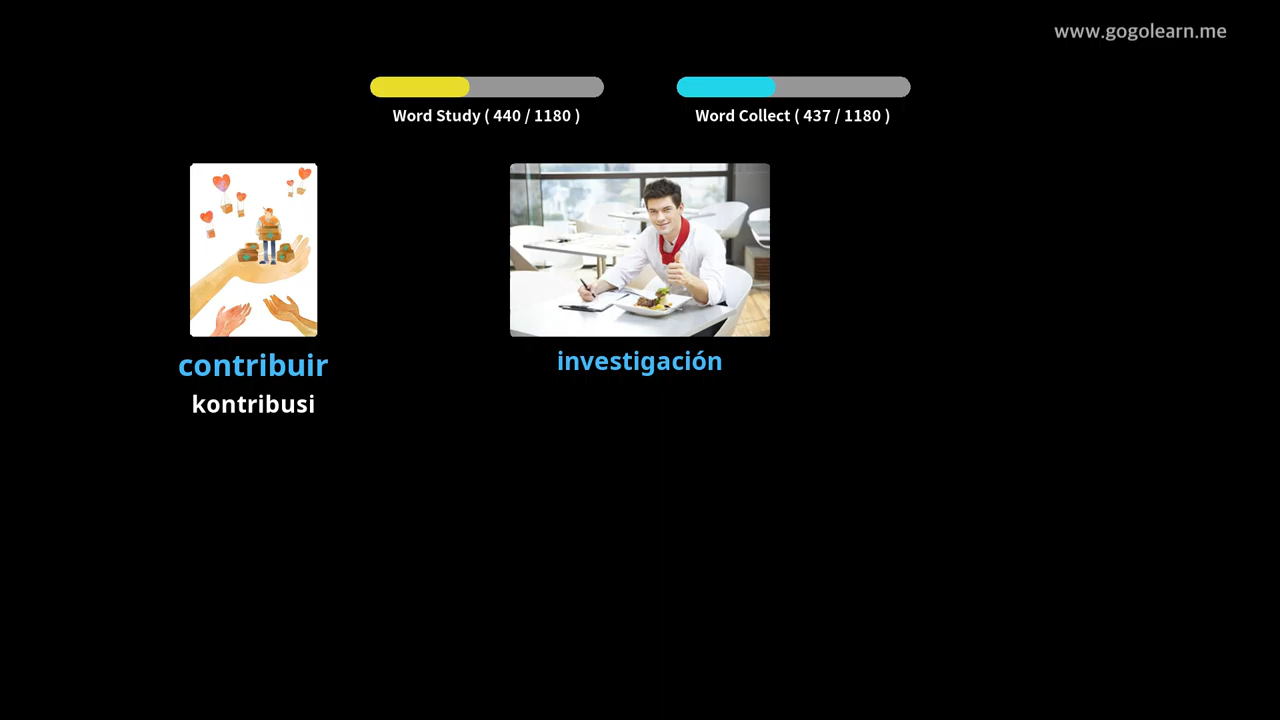 www.gogolearn.me
Word Study ( 440 / 1180 )
Word Collect ( 437 / 1180 )
contribuir
kontribusi
investigación